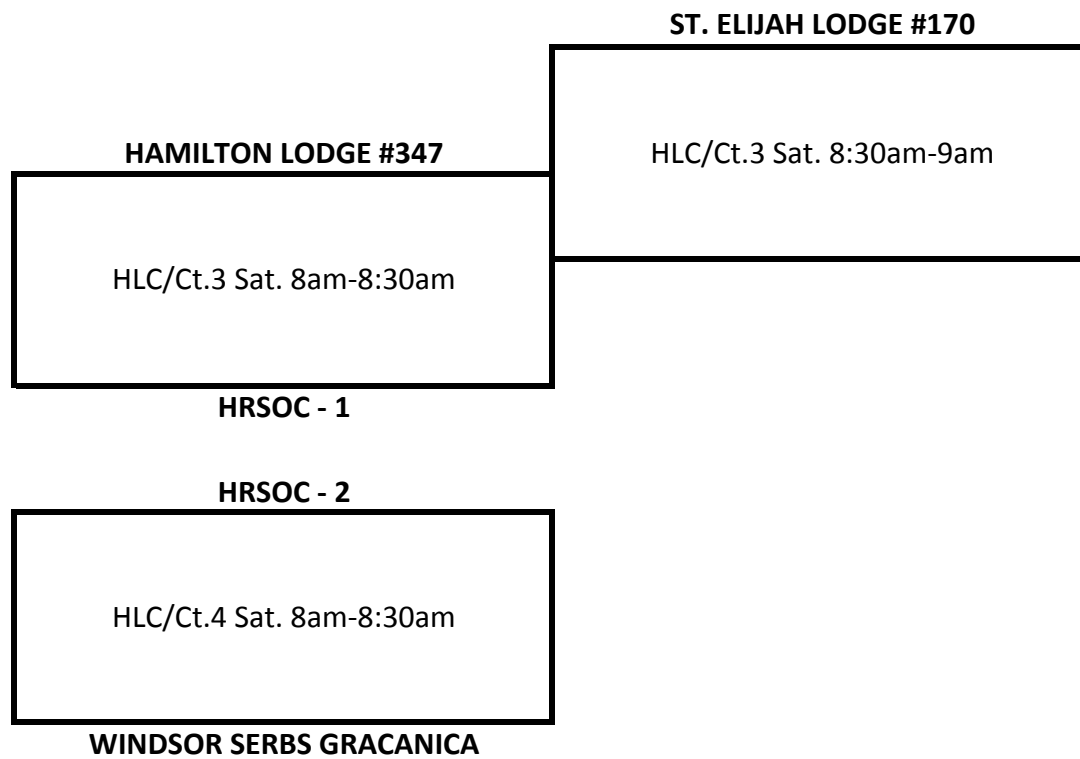 ST. ELIJAH LODGE #170
HLC/Ct.3 Sat. 8:30am-9am
HAMILTON LODGE #347
HLC/Ct.3 Sat. 8am-8:30am
HRSOC - 1
HRSOC - 2
HLC/Ct.4 Sat. 8am-8:30am
WINDSOR SERBS GRACANICA